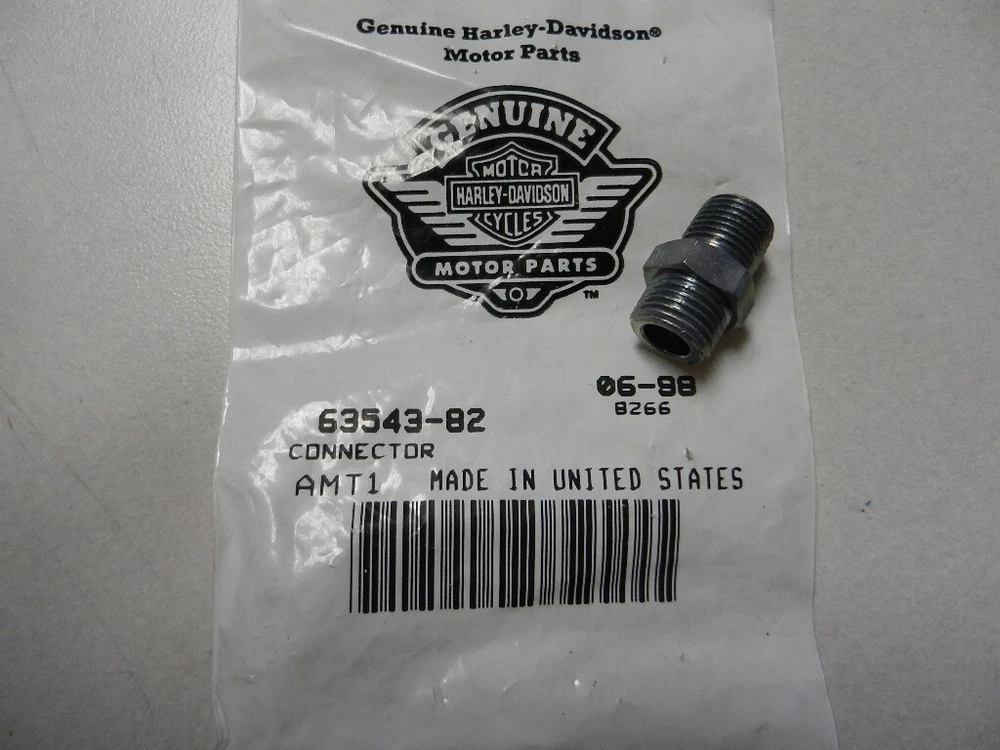 Genuine Harley-Davidson®
Motor Parts
GENUINE
MOTOR
HARLEY-DAVIDSON
CYCLES
MOTOR PARTS
TM
06-98
8266
63543-82
CONNECTOR
AMT1 MADE IN UNITED STATES